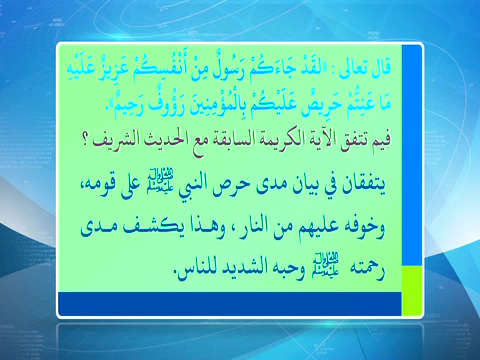 قال تعالى : «لَقَدْ جَاءَكُمْ رَسُولٌ مِنْ أَنْفُسِكُمْ عَزِيزٌ عَلَيْهِ
مَا عَنِتُّمْ حَرِيصٌ عَلَيْكُمْ بِالْمُؤْمِنِينَ رَؤُوفٌ رَحِيمٌ».
فيم تتفق الآية الكريمة السابقة مع الحديث الشريف ؟
يتفقان في بيان مدى حرص النبي ﷺ على قومه،
وخوفه عليهم من النار ، وهذا يكشف مدى
رحمته ﷺ وحبه الشديد للناس.